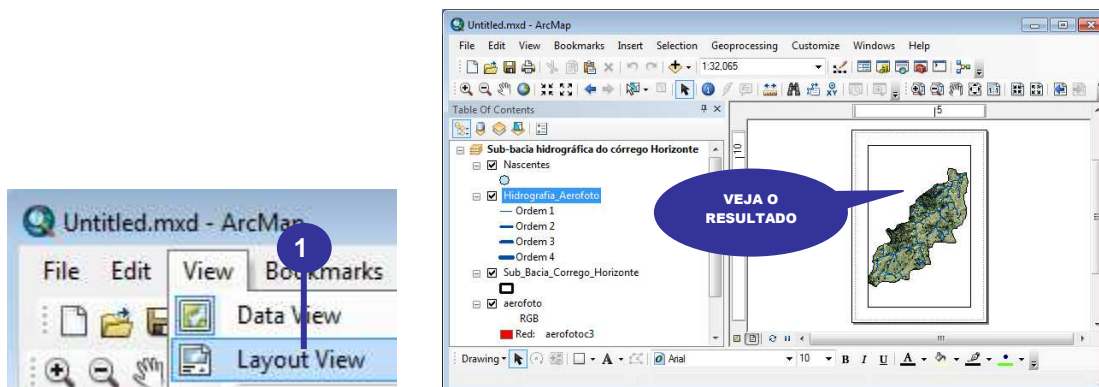 Untitled.mxd - ArcMap
File Edit View Bookmarks
1
Data View
Layout View
Untitled.mxd - ArcMap
File Edit View Bookmarks Insert Selection Geoprocessing Customize Windows Help
1:32.065
Table Of Contents
Sub-bacia hidrográfica do córrego Horizonte
Nascentes
Hidrografia_Aerofoto
Ordem 1
Ordem 2
Ordem 3
Ordem 4
Sub_Bacia_Corrego_Horizonte
aerofoto
RGB
Red: aerofotoc3
5
10
VEJA O
RESULTADO
Drawing A Arial 10 B I U A